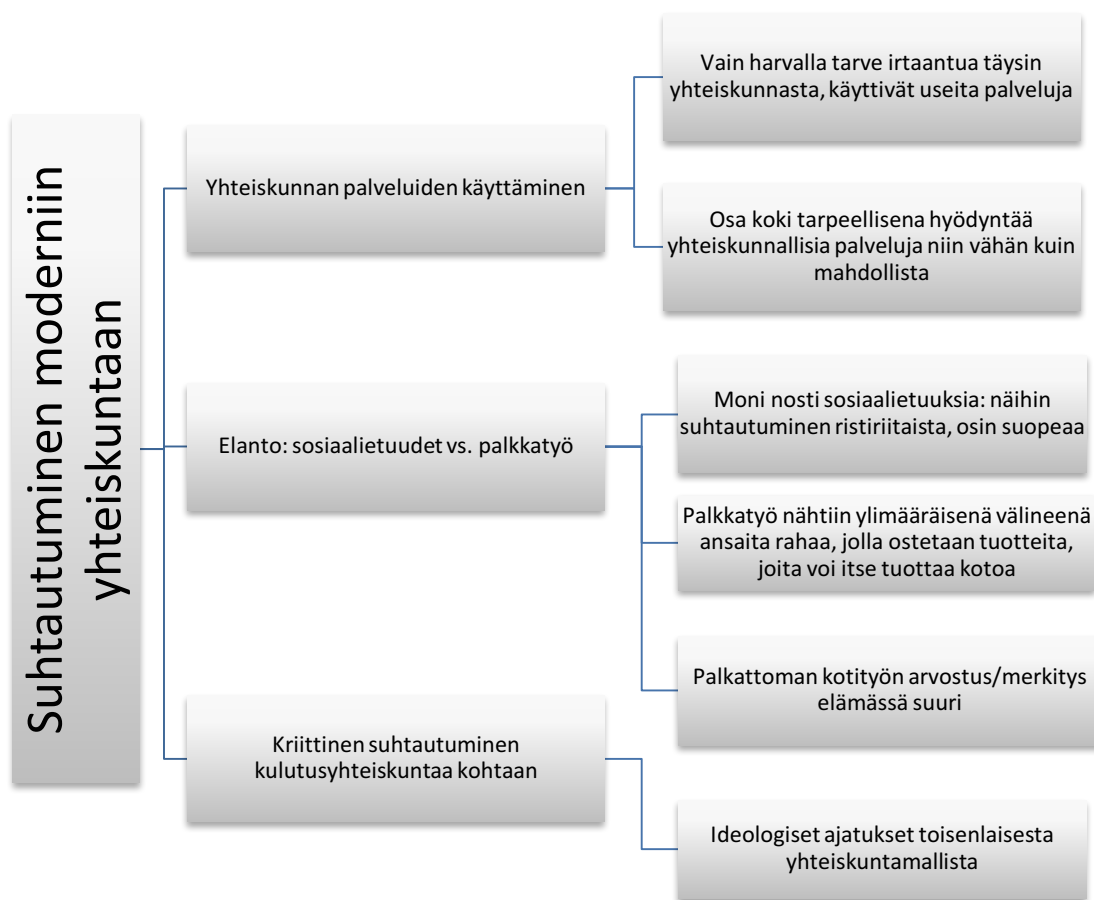 Suhtautuminen moderniin
yhteiskuntaan
Yhteiskunnan palveluiden käyttäminen
Vain harvalla tarve irtaantua täysin
yhteiskunnasta, käyttivät useita palveluja
Osa koki tarpeellisena hyödyntää
yhteiskunnallisia palveluja niin vähän kuin
mahdollista
Elanto: sosiaalietuudet vs. palkkatyö
Moni nosti sosiaalietuuksia: näihin
suhtautuminen ristiriitaista, osin suopeaa
Palkkatyö nähtiin ylimääräisenä välineenä
ansaita rahaa, jolla ostetaan tuotteita,
joita voi itse tuottaa kotoa
Palkattoman kotityön arvostus/merkitys
elämässä suuri
Kriittinen suhtautuminen
kulutusyhteiskuntaa kohtaan
Ideologiset ajatukset toisenlaisesta
yhteiskuntamallista